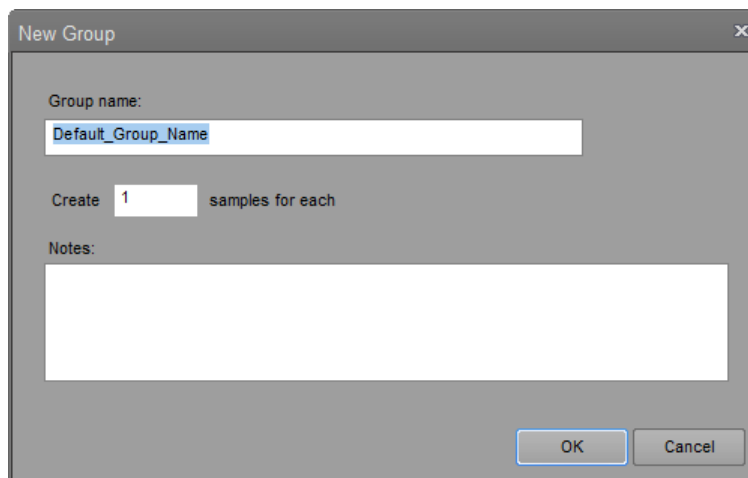 New Group
Group name:
Default_Group_Name
Create 1 samples for each
Notes:
OK Cancel